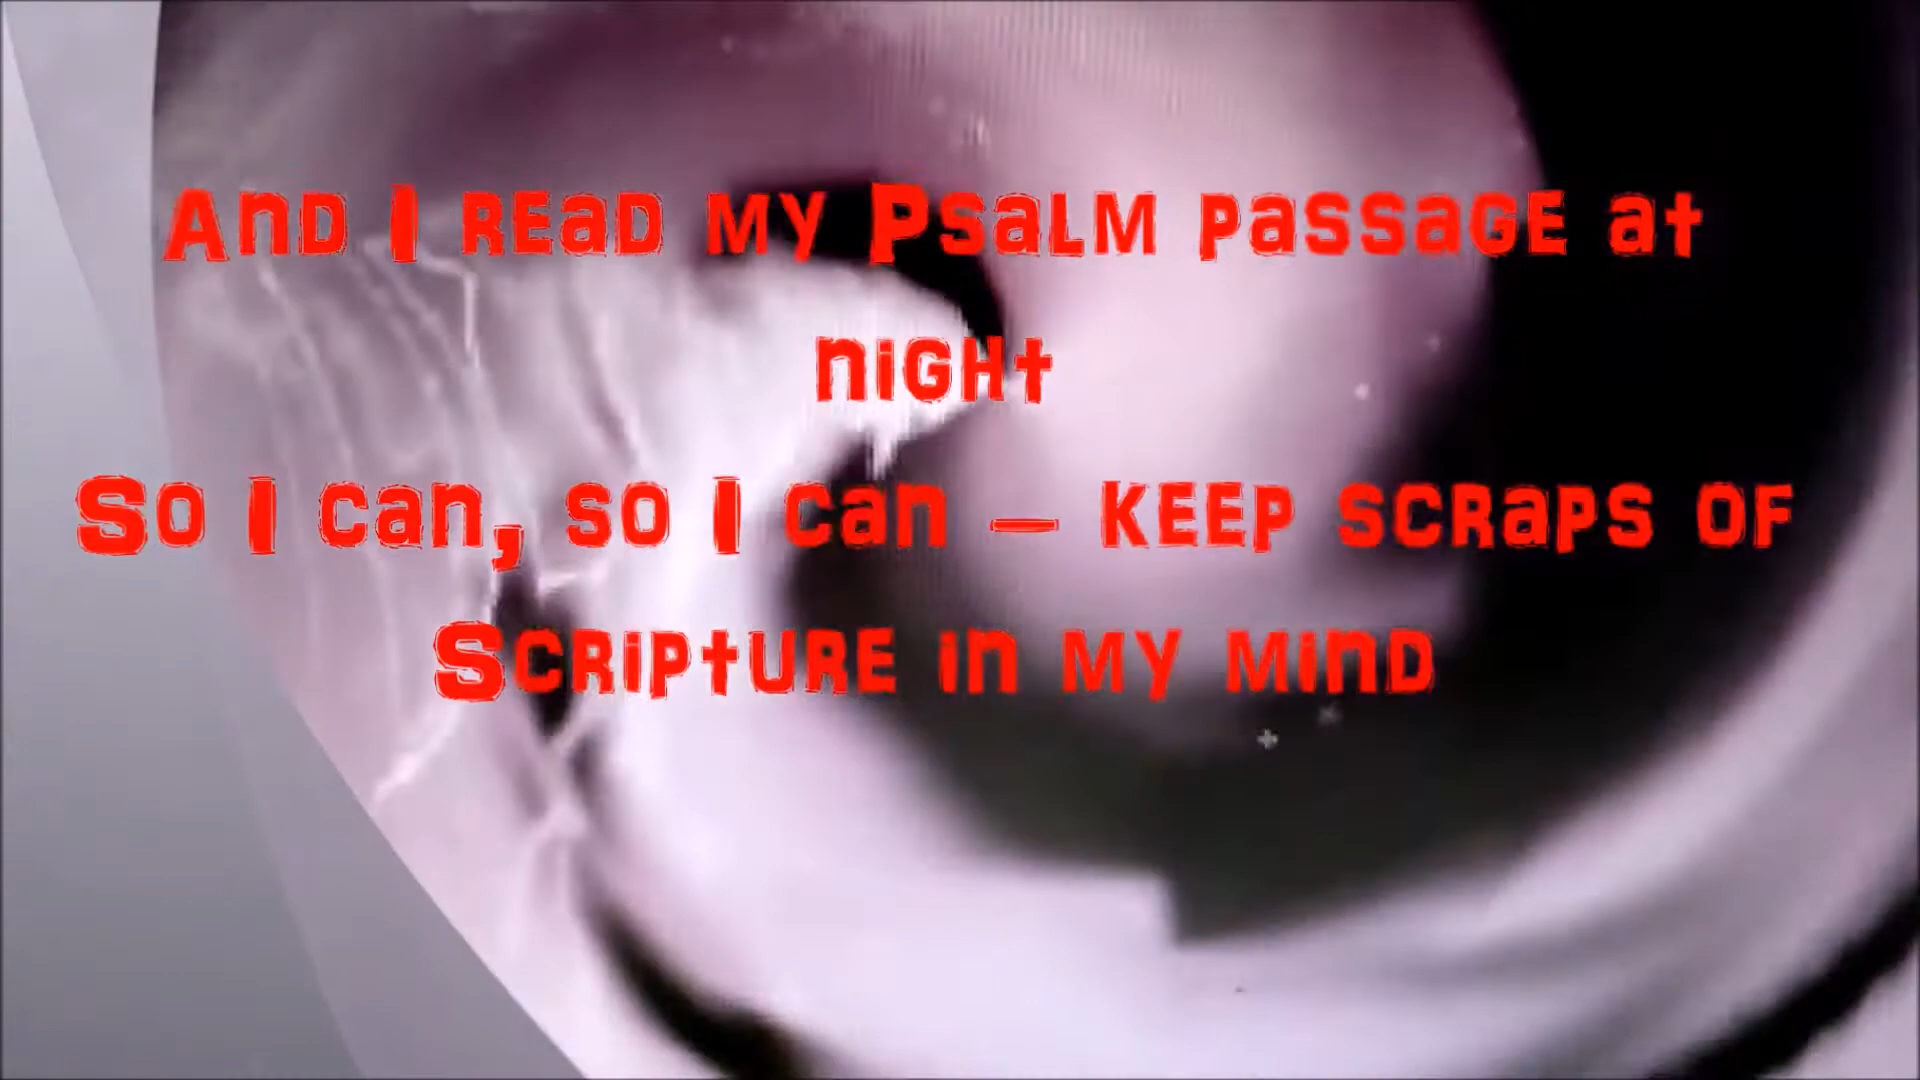 And I read my Psalm passage at
night
So I can, so I can – keep scraps of
Scripture in my mind